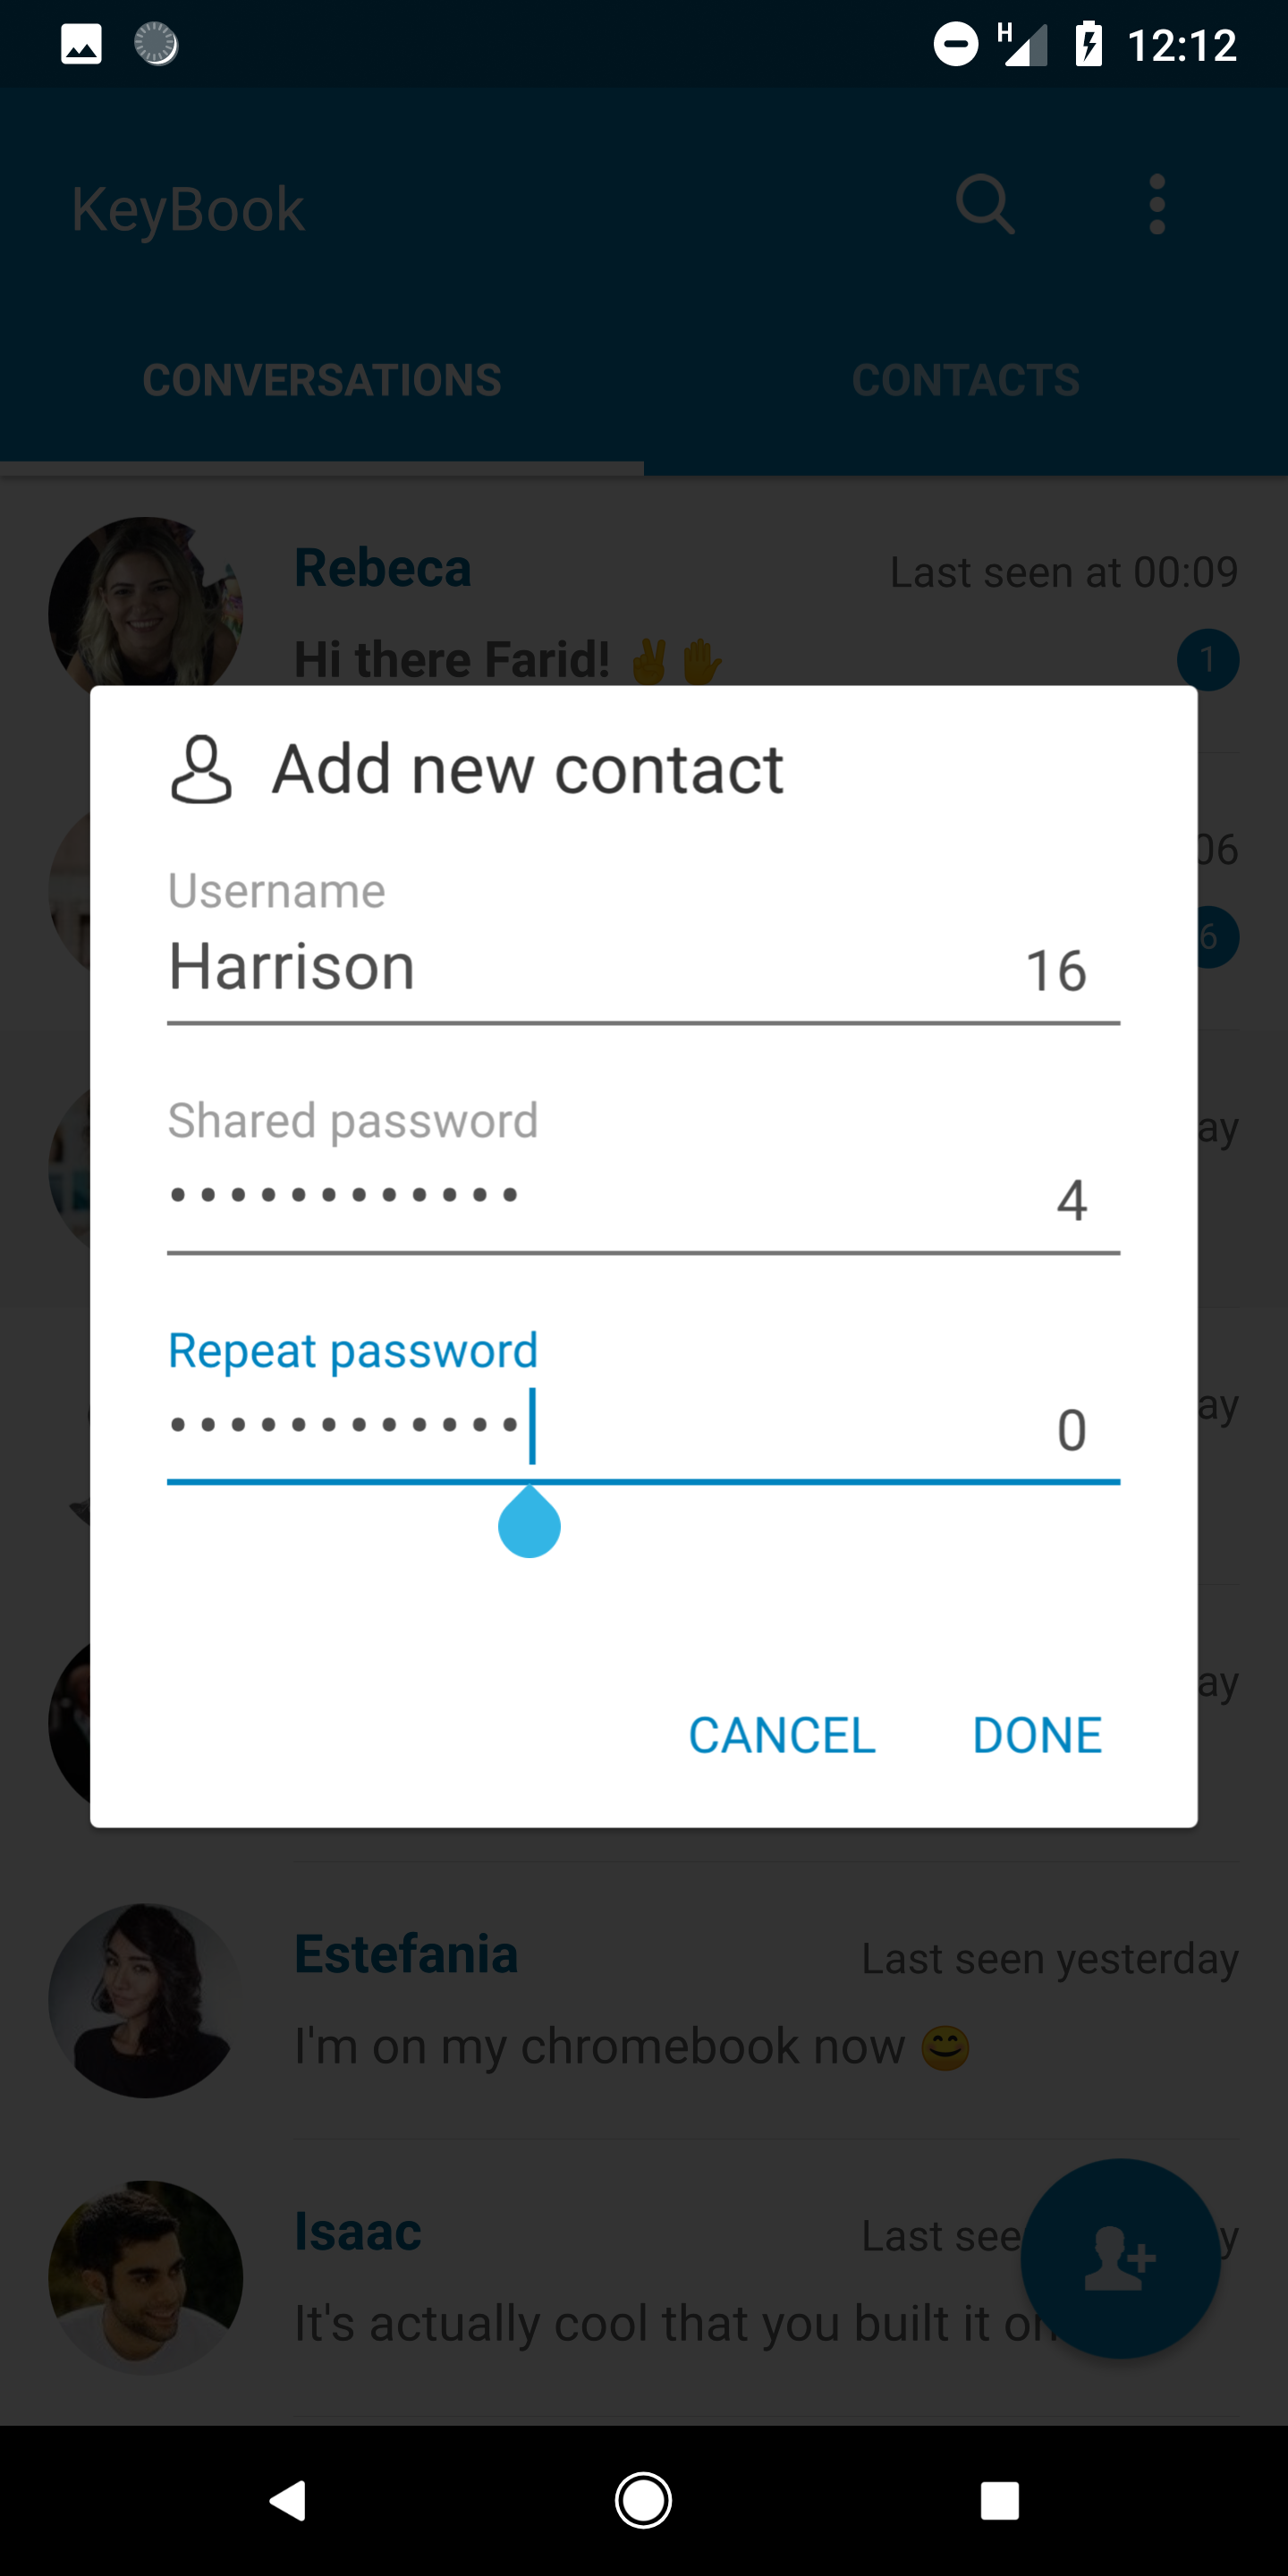 H 12:12
KeyBook
CONVERSATIONS CONTACTS
Rebeca Last seen at 00:09
Hi there Farid! ✌✋ 1
06
6
Add new contact
Username
Harrison 16
Shared password
•••••••••••• 4
ay
Repeat password
•••••••••••• 0
ay
ay
CANCEL DONE
Estefania Last seen yesterday
I'm on my chromebook now 😄
Isaac Last see y
It's actually cool that you built it on